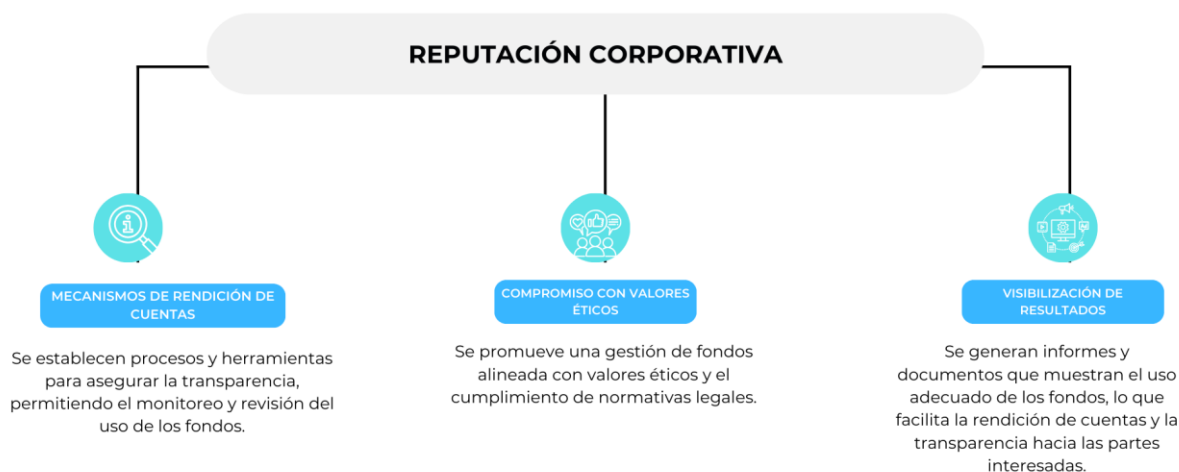 REPUTACIÓN CORPORATIVA
MECANISMOS DE RENDICIÓN DE
CUENTAS
Se establecen procesos y herramientas
para asegurar la transparencia,
permitiendo el monitoreo y revisión del
uso de los fondos.
COMPROMISO CON VALORES
ÉTICOS
Se promueve una gestión de fondos
alineada con valores éticos y el
cumplimiento de normativas legales.
VISIBILIZACIÓN DE
RESULTADOS
Se generan informes y
documentos que muestran el uso
adecuado de los fondos, lo que
facilita la rendición de cuentas y la
transparencia hacia las partes
interesadas.